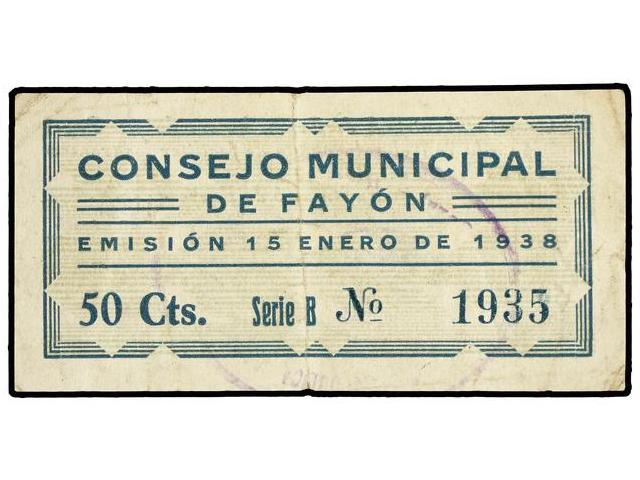 CONSEJO MUNICIPAL
DE FAYÓN
EMISIÓN 15 ENERO DE 1938
50 Cts. Serie B No 1935